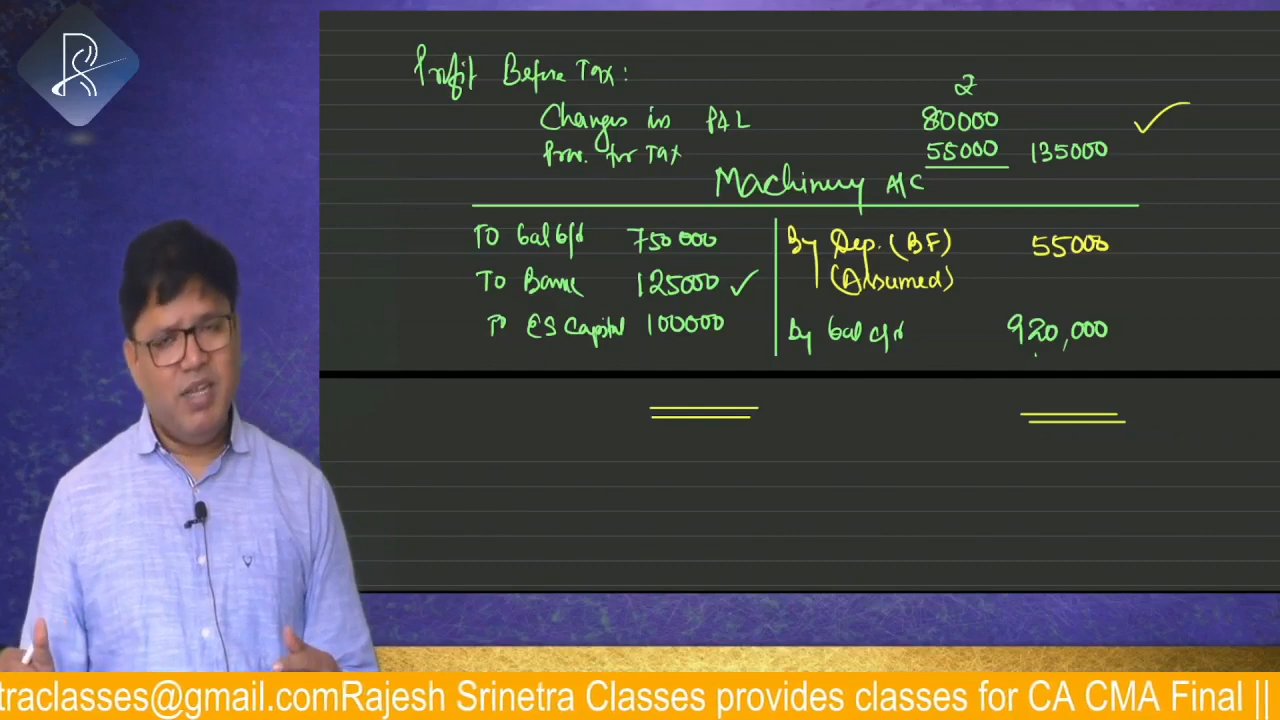 Profit Before Tax:
₹
Changes in P&L 80000
Prov. for Tax 55000 135000
Machinery A/C
To bal b/d 750000 By Dep. (BF) 55000
To Bank 125000 (Assumed)
To ES Capital 100000 By bal c/d 920,000
traclasses@gmail.comRajesh Srinetra Classes provides classes for CA CMA Final ||